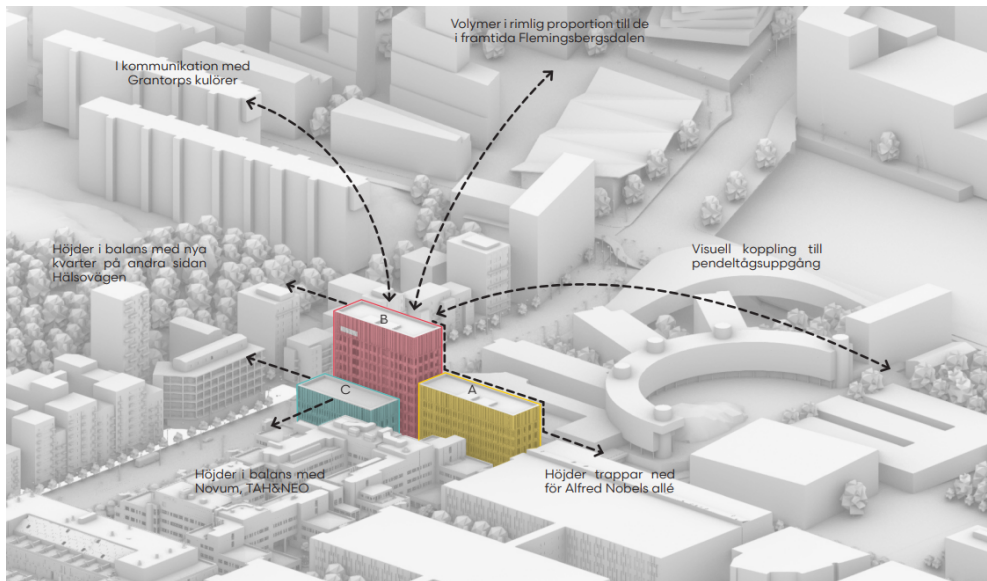 Volymer i rimlig proportion till de
i framtida Flemingsbergsdalen
I kommunikation med
Grantorps kulörer
Höjder i balans med nya
kvarter på andra sidan
Hälsovägen
Visuell koppling till
pendeltågsuppgång
B
C
A
Höjder i balans med
Novum, TAH&NEO
Höjder trappar ned
för Alfred Nobels allé